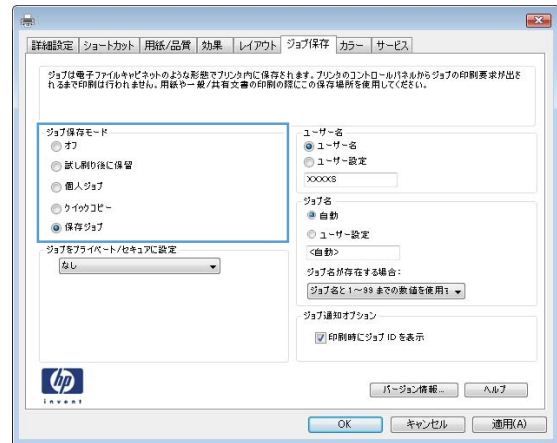 詳細設定 ショートカット 用紙/品質 効果 レイアウト ジョブ保存 カラー サービス
ジョブは電子ファイルキャビネットのような形態でプリンタ内に保存されます。プリンタのコントロールパネルからジョブの印刷要求が出さ
れるまで印刷は行われません。用紙や一般/共有文書の印刷の際にこの保存場所を使用してください。
ジョブ保存モード
オフ
試し刷り後に保留
個人ジョブ
クイックコピー
保存ジョブ
ジョブをプライベート/セキュアに設定
なし
ユーザー名
ユーザー名
ユーザー設定
XXXXS
ジョブ名
自動
ユーザー設定
<自動>
ジョブ名が存在する場合:
ジョブ名と1~99 までの数値を使用
ジョブ通知オプション
印刷時にジョブ ID を表示
hp
invent
バージョン情報... ヘルプ
OK キャンセル 適用(A)